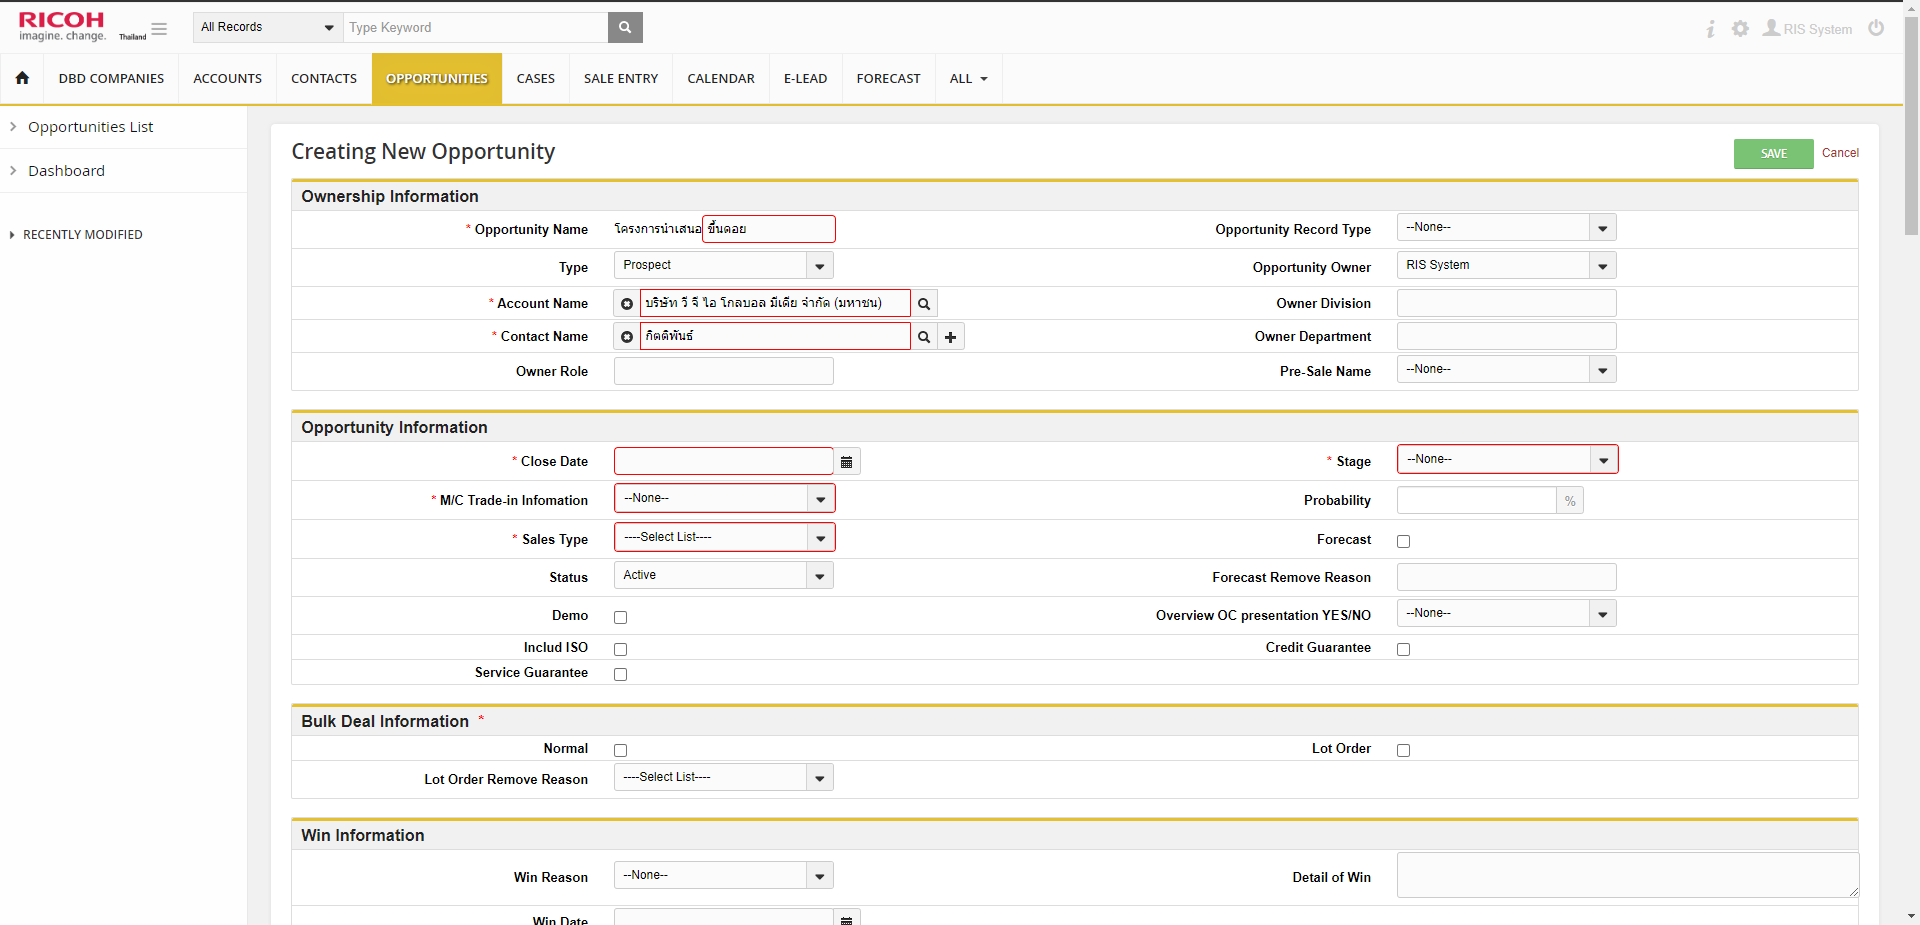 RICOH
imagine. change. Thailand
All Records Type Keyword
RIS System
DBD COMPANIES ACCOUNTS CONTACTS OPPORTUNITIES CASES SALE ENTRY CALENDAR E-LEAD FORECAST ALL
Opportunities List
Dashboard
RECENTLY MODIFIED
Creating New Opportunity SAVE Cancel
Ownership Information
* Opportunity Name โครงการนำเสนอ ขึ้นดอย Opportunity Record Type --None--
Type Prospect Opportunity Owner RIS System
* Account Name บริษัท วี จี ไอ โกลบอล มีเดีย จำกัด (มหาชน) Owner Division
* Contact Name กิตติพันธ์ Owner Department
Owner Role Pre-Sale Name --None--
Opportunity Information
* Close Date * Stage --None--
* M/C Trade-in Infomation --None-- Probability %
* Sales Type ----Select List---- Forecast
Status Active Forecast Remove Reason
Demo Overview OC presentation YES/NO --None--
Includ ISO Credit Guarantee
Service Guarantee
Bulk Deal Information *
Normal Lot Order
Lot Order Remove Reason ----Select List----
Win Information
Win Reason --None-- Detail of Win
Win Date